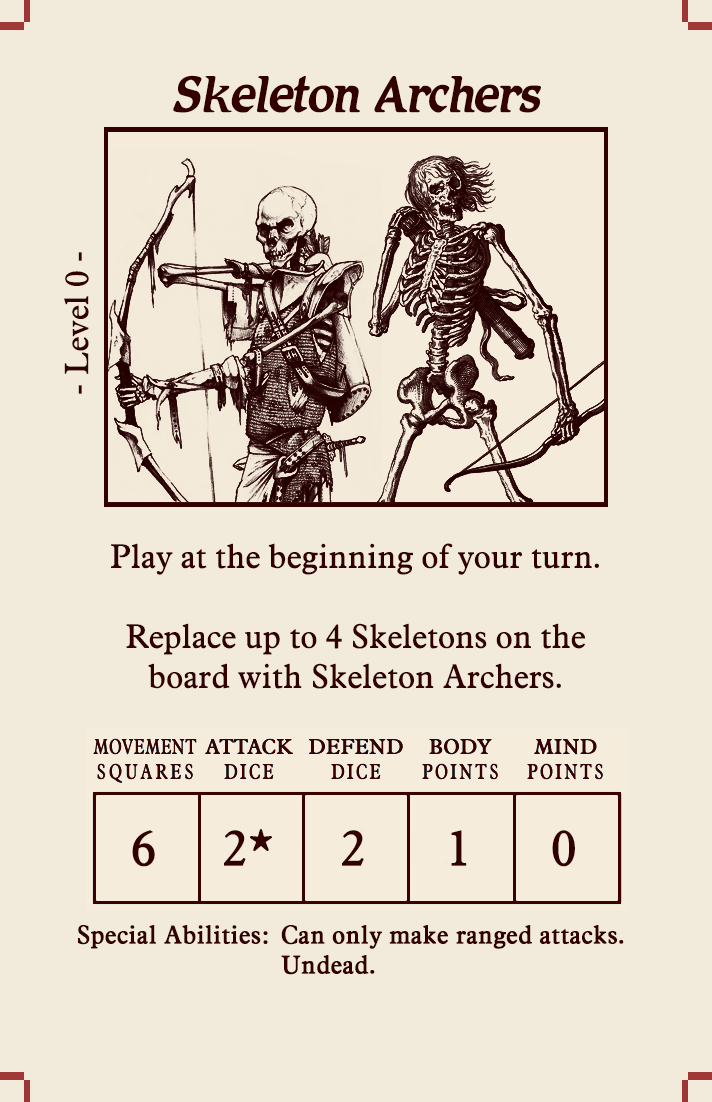 Skeleton Archers
- Level 0 -
Play at the beginning of your turn.
Replace up to 4 Skeletons on the
board with Skeleton Archers.
MOVEMENT ATTACK DEFEND BODY MIND
SQUARES DICE DICE POINTS POINTS
6 2★ 2 1 0
Special Abilities: Can only make ranged attacks.
Undead.